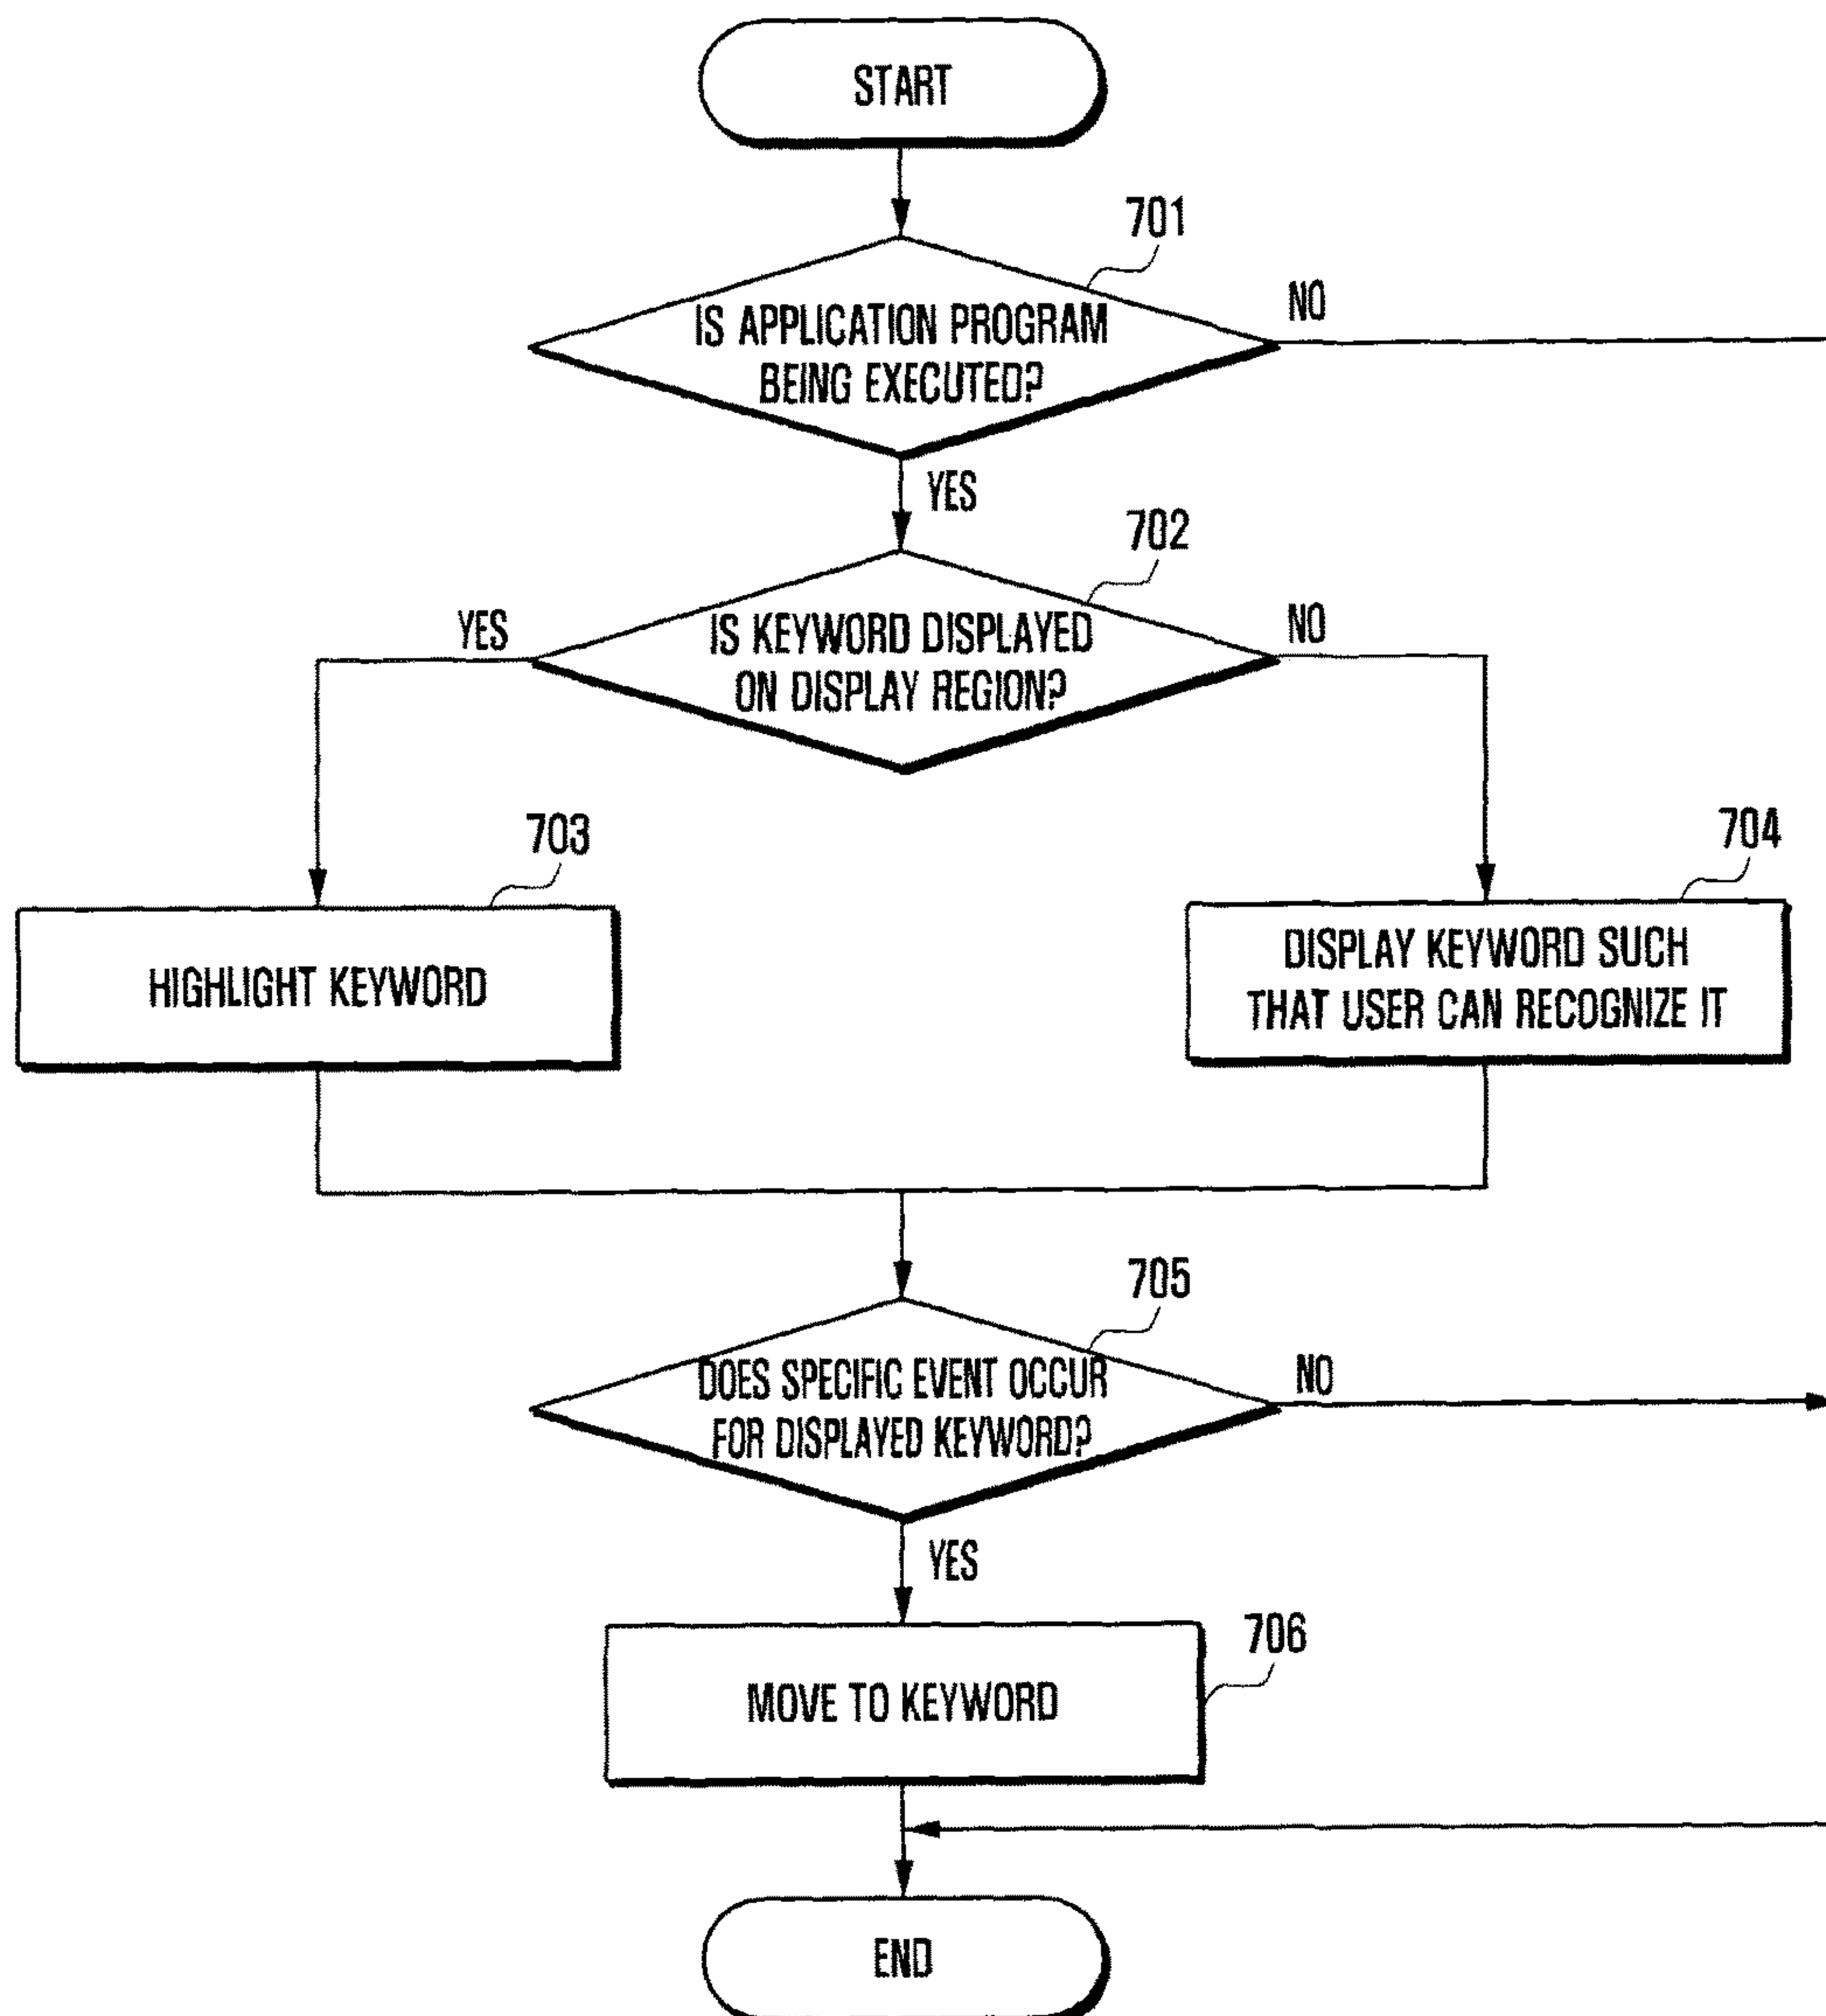 START
701
IS APPLICATION PROGRAM
BEING EXECUTED?
NO
YES
702
IS KEYWORD DISPLAYED
ON DISPLAY REGION?
YES
NO
703
HIGHLIGHT KEYWORD
704
DISPLAY KEYWORD SUCH
THAT USER CAN RECOGNIZE IT
705
DOES SPECIFIC EVENT OCCUR
FOR DISPLAYED KEYWORD?
NO
YES
706
MOVE TO KEYWORD
END